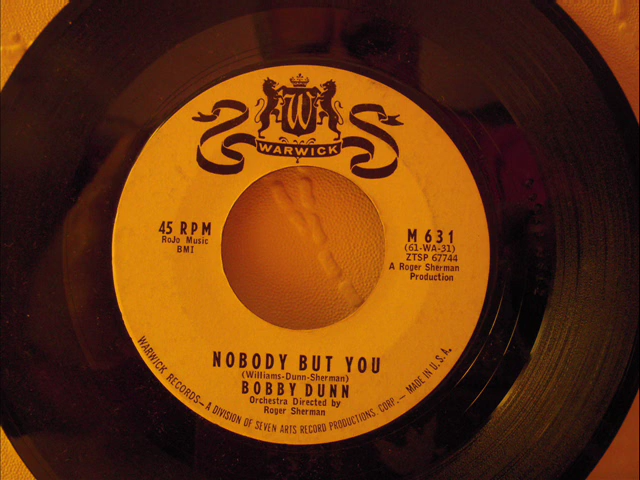 W
WARWICK
45 RPM
RoJo Music
BMI
M 631
(61-WA-31)
ZTSP 67744
A Roger Sherman
Production
NOBODY BUT YOU
(Williams-Dunn-Sherman)
BOBBY DUNN
Orchestra Directed by
Roger Sherman
WARWICK RECORDS—A DIVISION OF SEVEN ARTS RECORD PRODUCTIONS CORP. — MADE IN U.S.A.